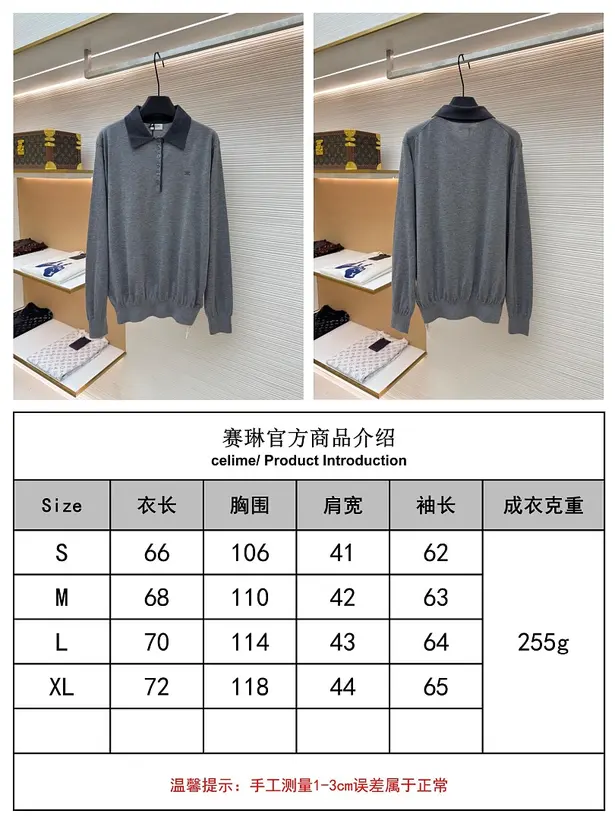 赛琳官方商品介绍
celime/ Product Introduction
Size 衣长 胸围 肩宽 袖长 成衣克重
S 66 106 41 62
M 68 110 42 63
L 70 114 43 64
XL 72 118 44 65
255g
温馨提示：手工测量1-3cm误差属于正常